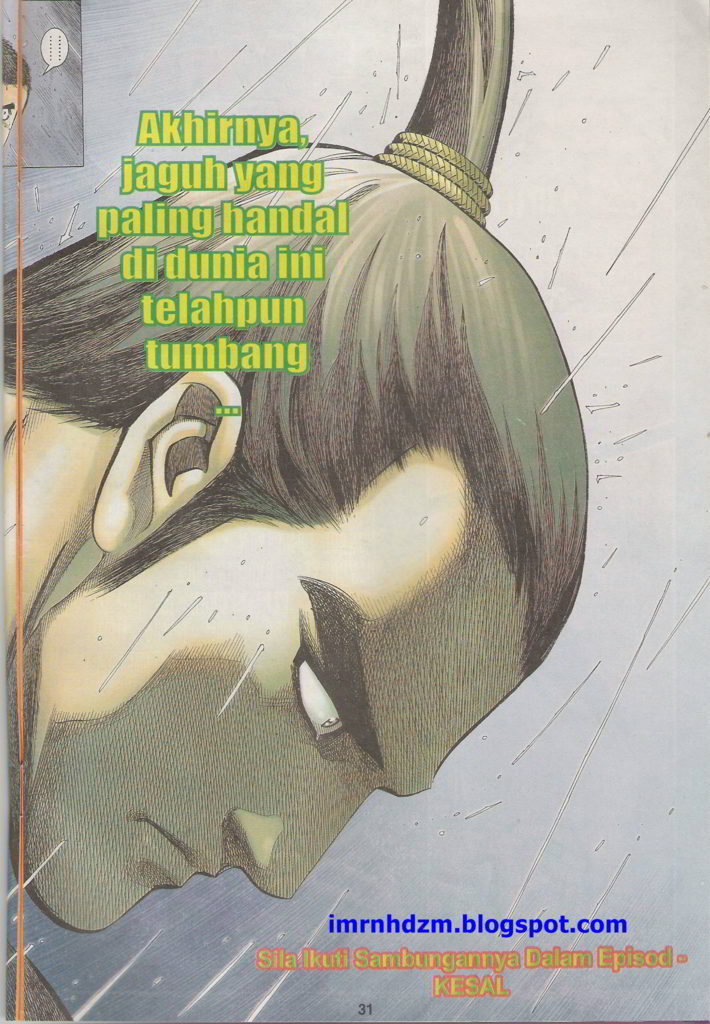 Akhirnya,
jaguh yang
paling handal
di dunia ini
telahpun
tumbang
...
imrnhdzm.blogspot.com
Sila Ikuti Sambungannya Dalam Episod -
KESAL
31